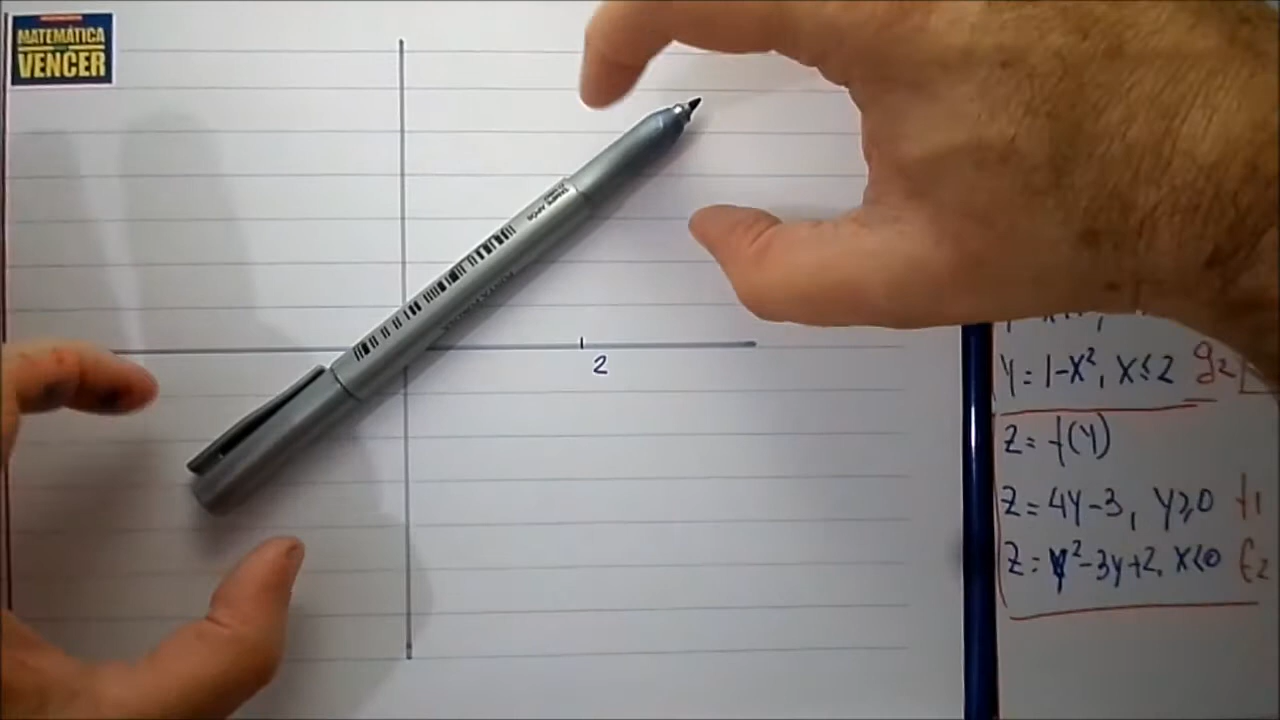 MATEMÁTICA
VENCER
2
Y = 1-X², X ≤ 2 g2
Z = f(Y)
Z = 4Y-3, Y≥0 f1
Z = Y²-3y+2, X<0 f2